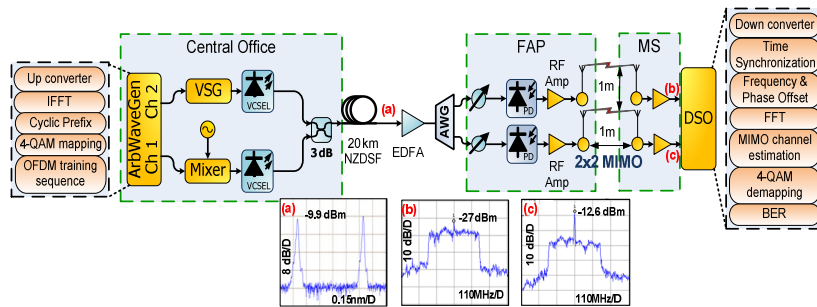 Central Office
FAP
MS
Up converter
IFFT
Cyclic Prefix
4-QAM mapping
OFDM training
sequence
ArbWaveGen
Ch 1 Ch 2
VSG
Mixer
VCSEL
VCSEL
3dB
20 km
NZDSF
(a)
EDFA
AWG
PD
PD
RF
Amp
RF
Amp
1m
1m
2x2 MIMO
(b)
(c)
DSO
Down converter
Time
Synchronization
Frequency &
Phase Offset
FFT
MIMO channel
estimation
4-QAM
demapping
BER
(a)
-9.9 dBm
8 dB/D
0.15nm/D
(b)
-27 dBm
10 dB/D
110MHz/D
(c)
-12.6 dBm
10 dB/D
110MHz/D